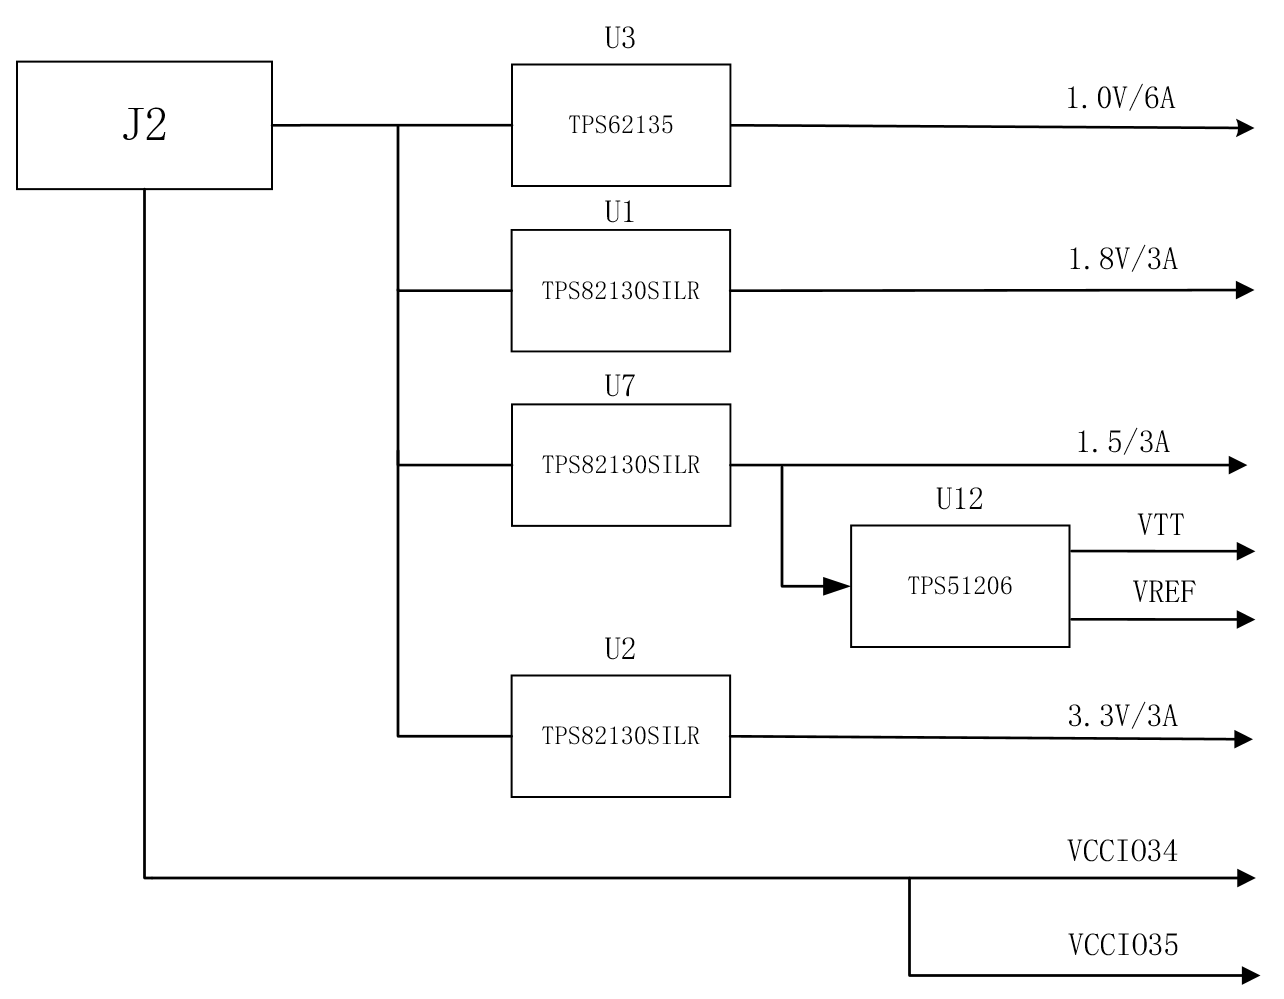 U3
J2
TPS62135
1.0V/6A
U1
TPS82130SILR
1.8V/3A
U7
TPS82130SILR
1.5/3A
U12
TPS51206
VTT
VREF
U2
TPS82130SILR
3.3V/3A
VCCIO34
VCCIO35